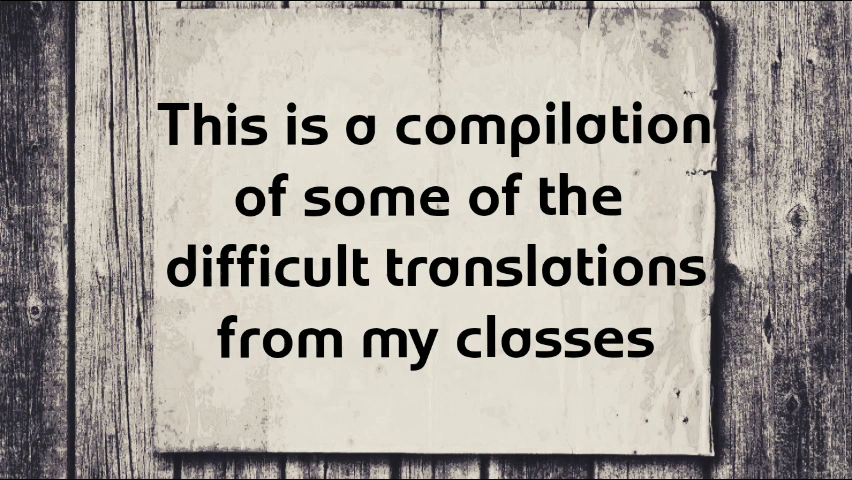 This is a compilation
of some of the
difficult translations
from my classes